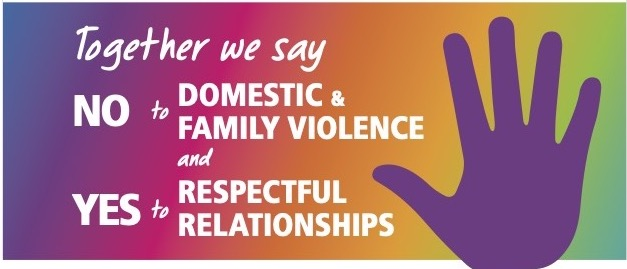 Together we say
NO to DOMESTIC &
FAMILY VIOLENCE
and
YES to RESPECTFUL
RELATIONSHIPS